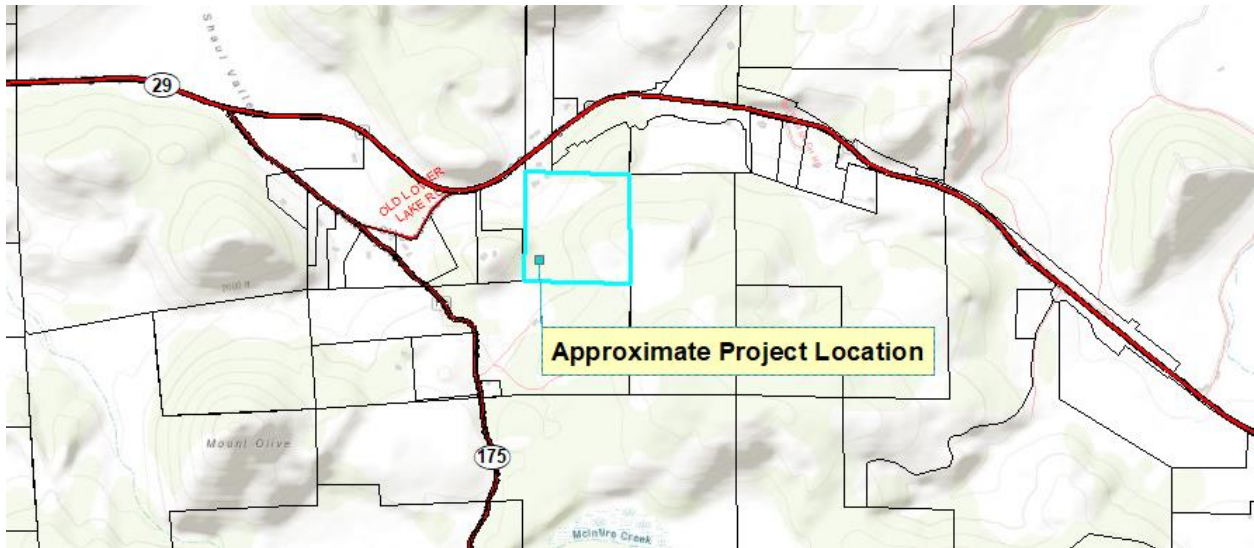 Shaul Valle
29
OLD LOWER
LAKE R
Approximate Project Location
Mount Olive
175
McIntire Creek